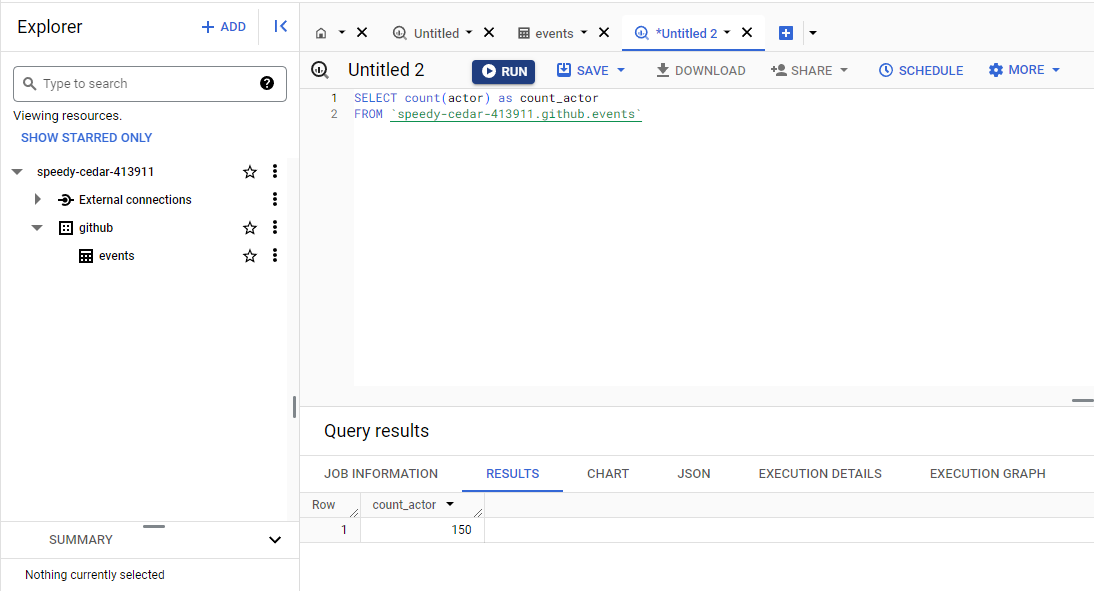 Explorer
+ ADD
Type to search
Viewing resources.
SHOW STARRED ONLY
speedy-cedar-413911
External connections
github
events
SUMMARY
Nothing currently selected
Untitled
events
*Untitled 2
Untitled 2
RUN
SAVE
DOWNLOAD
SHARE
SCHEDULE
MORE
1 SELECT count(actor) as count_actor
2 FROM `speedy-cedar-413911.github.events`
Query results
JOB INFORMATION
RESULTS
CHART
JSON
EXECUTION DETAILS
EXECUTION GRAPH
Row count_actor
1 150